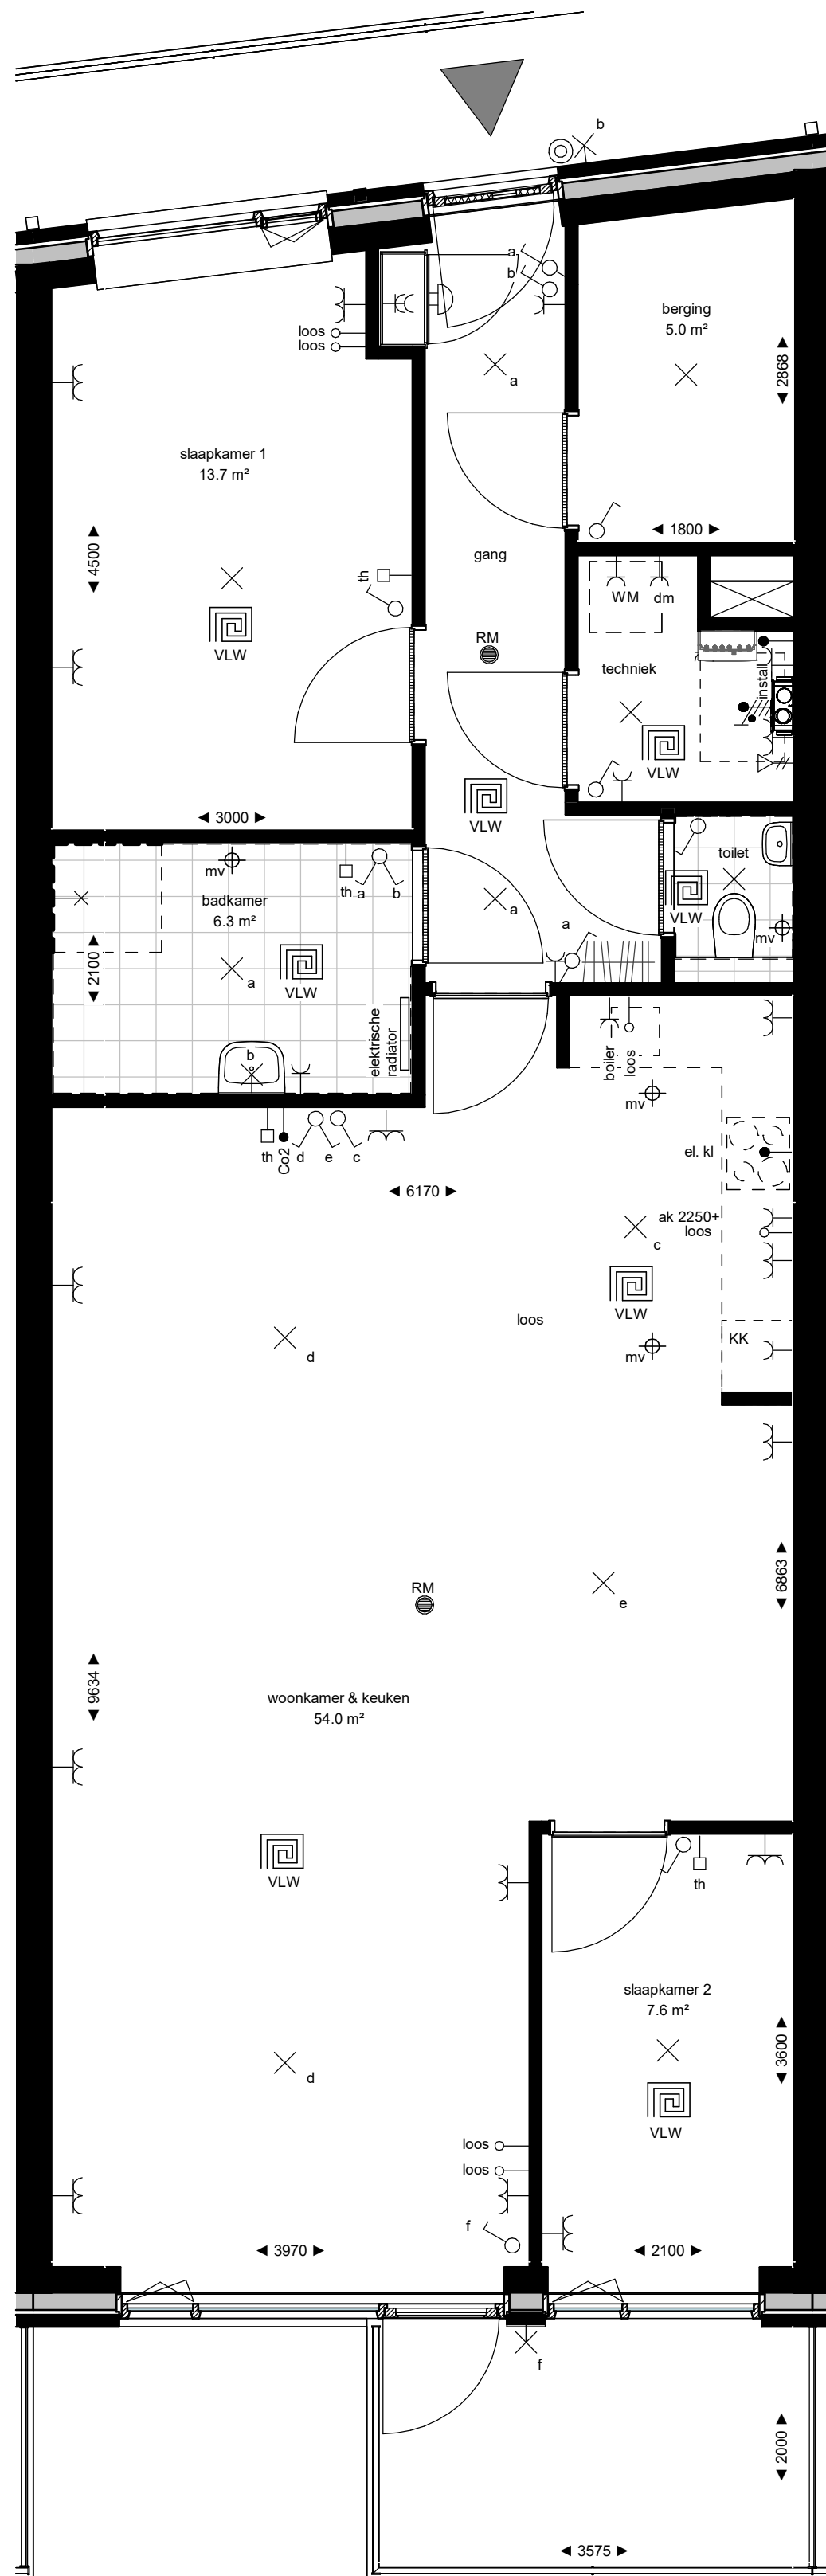 b
a
b
berging
5.0 m²
loos
loos
2868
a
slaapkamer 1
13.7 m²
4500
1800
gang
th
WM
dm
VLW
RM
techniek
install
VLW
VLW
3000
toilet
mv
th
a
b
badkamer
6.3 m²
VLW
a
a
mv
2100
a
VLW
elektrische
radiator
b
boiler
loos
mv
th
Co2
d
e
c
el. kl
6170
ak 2250+
loos
c
loos
VLW
d
mv
KK
6863
RM
e
9634
woonkamer & keuken
54.0 m²
VLW
th
slaapkamer 2
7.6 m²
3600
d
VLW
loos
loos
f
3970
2100
f
2000
3575